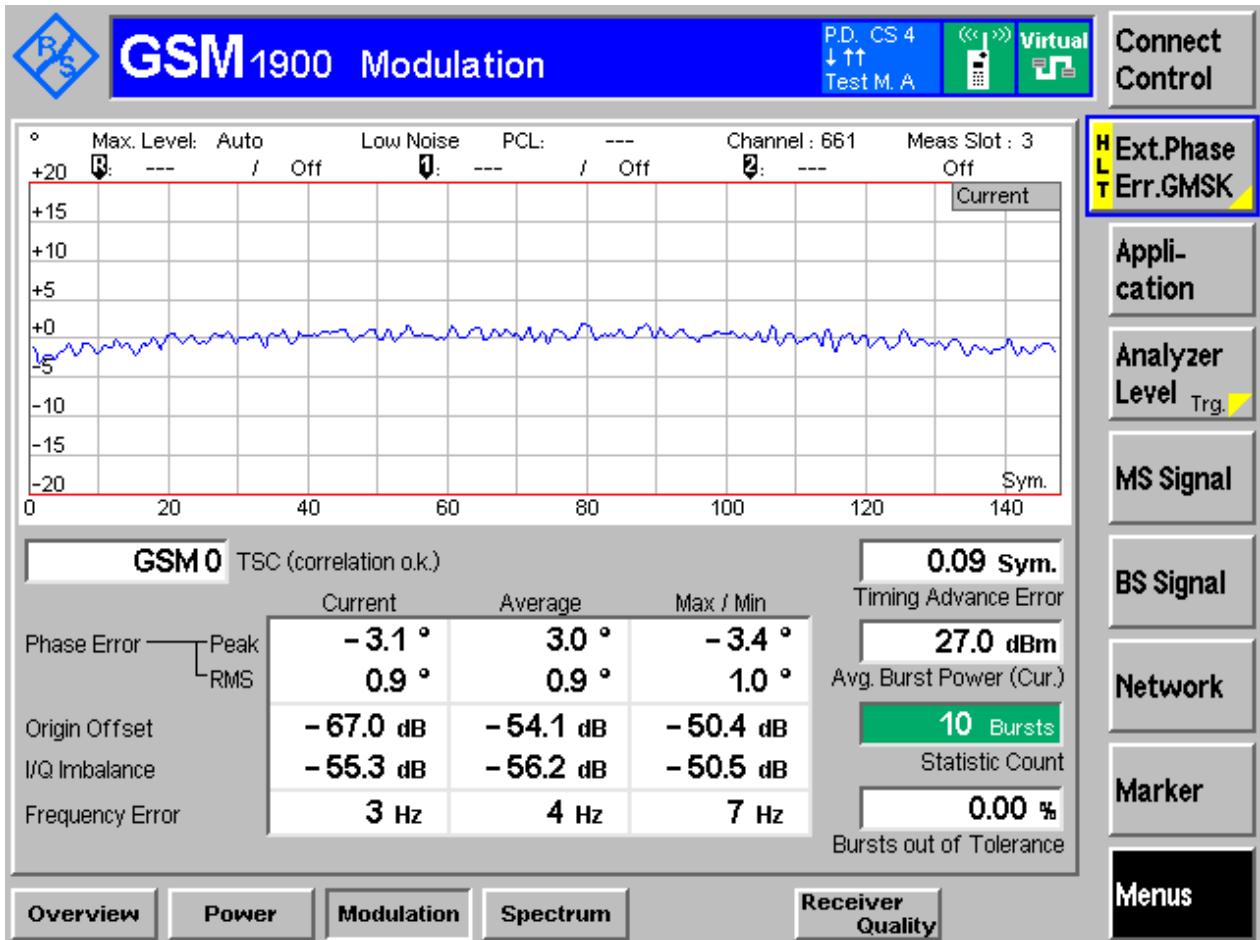 R/S
GSM 1900 Modulation
P.D. CS 4
↓ ↑↑
Test M. A
Virtual
Connect
Control
° Max. Level: Auto Low Noise PCL: --- Channel : 661 Meas Slot : 3
R: --- / Off 1: --- / Off 2: --- Off
Current
+20
+15
+10
+5
+0
-5
-10
-15
-20
Sym.
0 20 40 60 80 100 120 140
GSM 0 TSC (correlation o.k.)
Current Average Max / Min
Phase Error Peak – 3.1 ° 3.0 ° – 3.4 °
RMS 0.9 ° 0.9 ° 1.0 °
Origin Offset – 67.0 dB – 54.1 dB – 50.4 dB
I/Q Imbalance – 55.3 dB – 56.2 dB – 50.5 dB
Frequency Error 3 Hz 4 Hz 7 Hz
0.09 Sym.
Timing Advance Error
27.0 dBm
Avg. Burst Power (Cur.)
10 Bursts
Statistic Count
0.00 %
Bursts out of Tolerance
HLT
Ext.Phase
Err.GMSK
Appli-
cation
Analyzer
Level Trg.
MS Signal
BS Signal
Network
Marker
Menus
Overview Power Modulation Spectrum Receiver
Quality